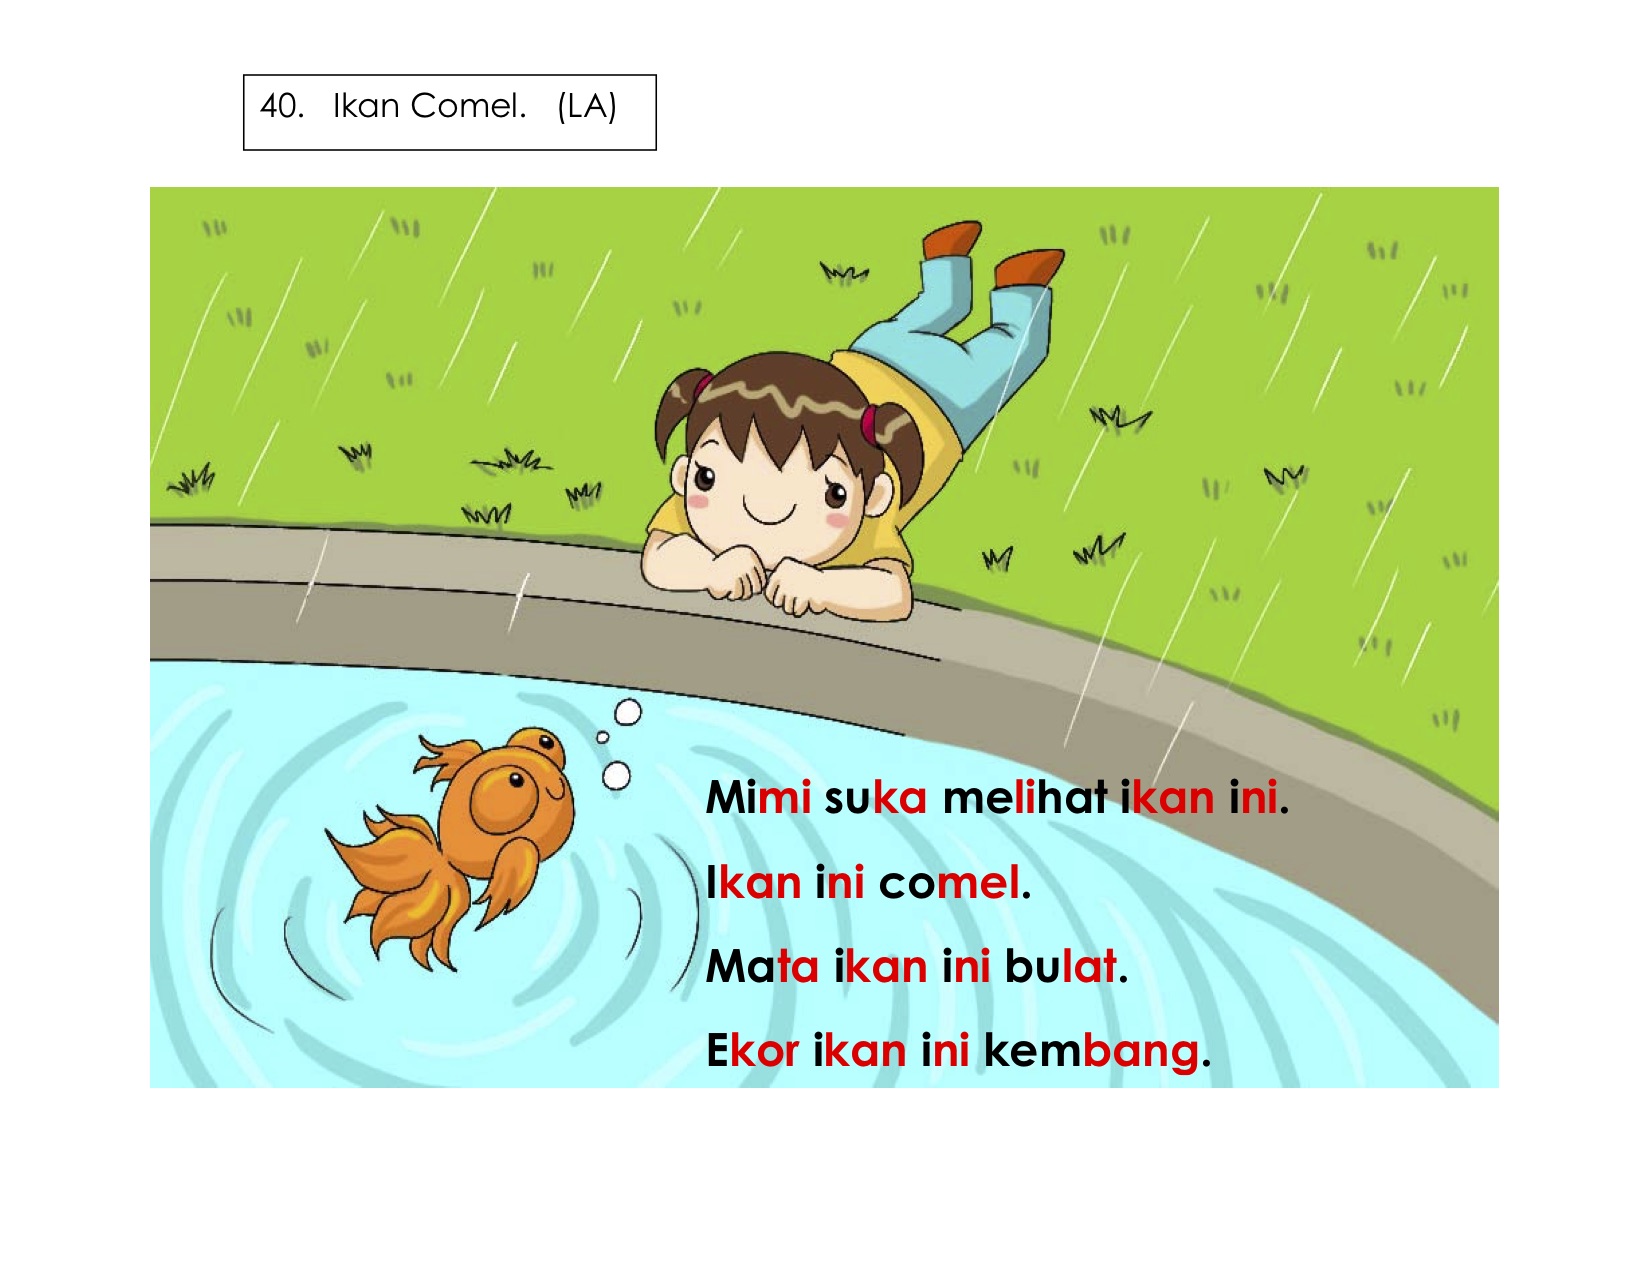 40. Ikan Comel. (LA)
Mimi suka melihat ikan ini.
Ikan ini comel.
Mata ikan ini bulat.
Ekor ikan ini kembang.